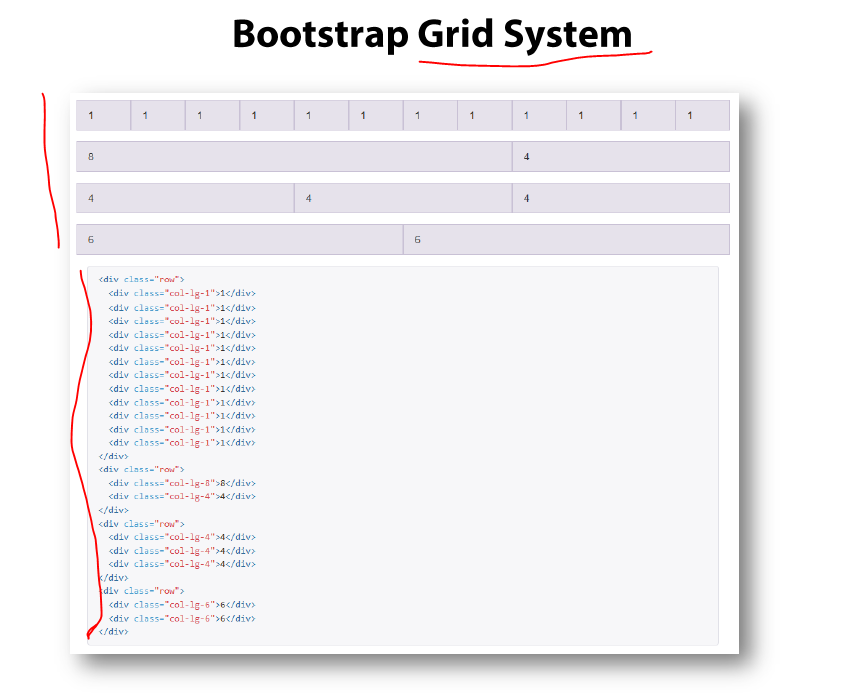 Bootstrap Grid System
1 1 1 1 1 1 1 1 1 1 1 1
8 4
4 4 4
6 6
<div class="row">
<div class="col-lg-1">1</div>
<div class="col-lg-1">1</div>
<div class="col-lg-1">1</div>
<div class="col-lg-1">1</div>
<div class="col-lg-1">1</div>
<div class="col-lg-1">1</div>
<div class="col-lg-1">1</div>
<div class="col-lg-1">1</div>
<div class="col-lg-1">1</div>
<div class="col-lg-1">1</div>
<div class="col-lg-1">1</div>
<div class="col-lg-1">1</div>
</div>
<div class="row">
<div class="col-lg-8">8</div>
<div class="col-lg-4">4</div>
</div>
<div class="row">
<div class="col-lg-4">4</div>
<div class="col-lg-4">4</div>
<div class="col-lg-4">4</div>
</div>
<div class="row">
<div class="col-lg-6">6</div>
<div class="col-lg-6">6</div>
</div>